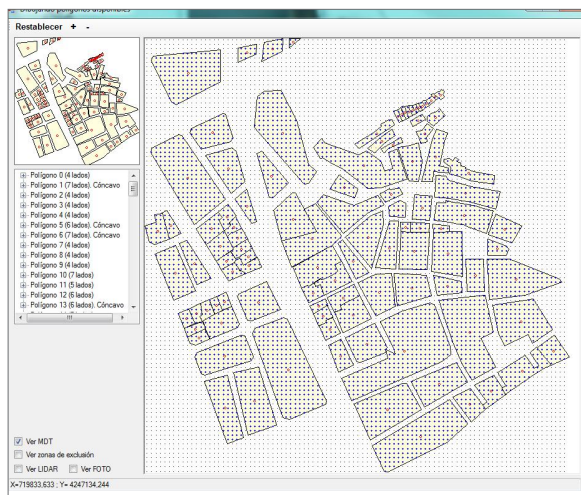 Dibujando polígonos disponibles
Restablecer + -
Polígono 0 (4 lados)
Polígono 1 (7 lados). Cóncavo
Polígono 2 (4 lados)
Polígono 3 (4 lados)
Polígono 4 (4 lados)
Polígono 5 (6 lados). Cóncavo
Polígono 6 (7 lados). Cóncavo
Polígono 7 (4 lados)
Polígono 8 (4 lados)
Polígono 9 (4 lados)
Polígono 10 (7 lados)
Polígono 11 (5 lados)
Polígono 12 (6 lados)
Polígono 13 (6 lados). Cóncavo
Ver MDT
Ver zonas de exclusión
Ver LIDAR Ver FOTO
X=719833.633 ; Y= 4247134.244